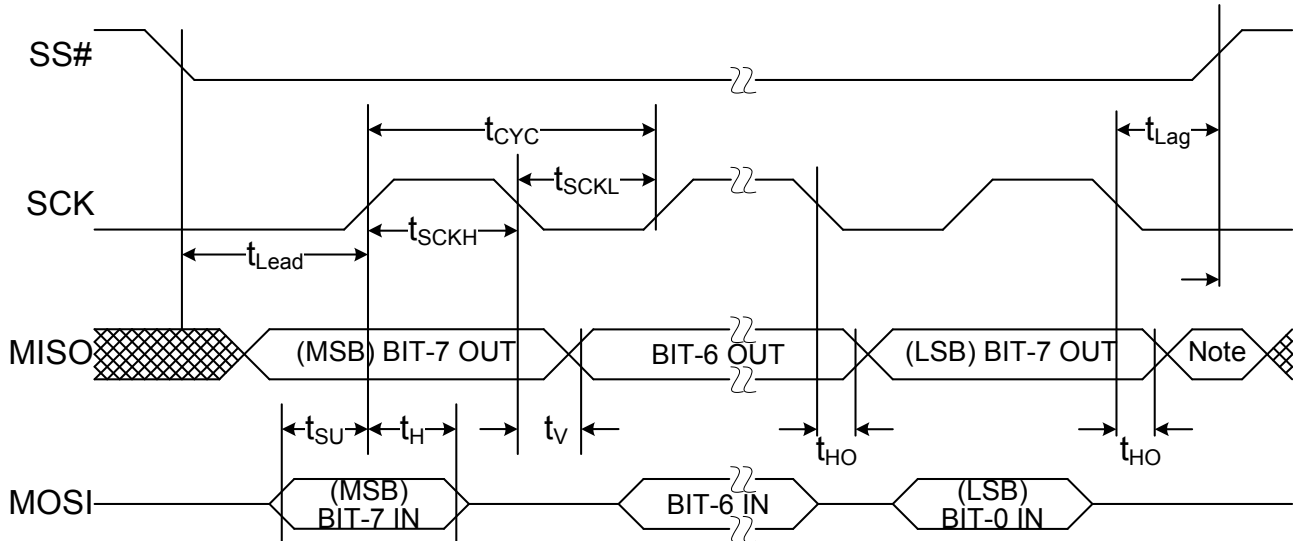 SS#
tCYC
tLag
tSCKL
SCK
tSCKH
tLead
MISO
(MSB) BIT-7 OUT
BIT-6 OUT
(LSB) BIT-7 OUT
Note
tSU
tH
tV
tHO
tHO
MOSI
(MSB)
BIT-7 IN
BIT-6 IN
(LSB)
BIT-0 IN